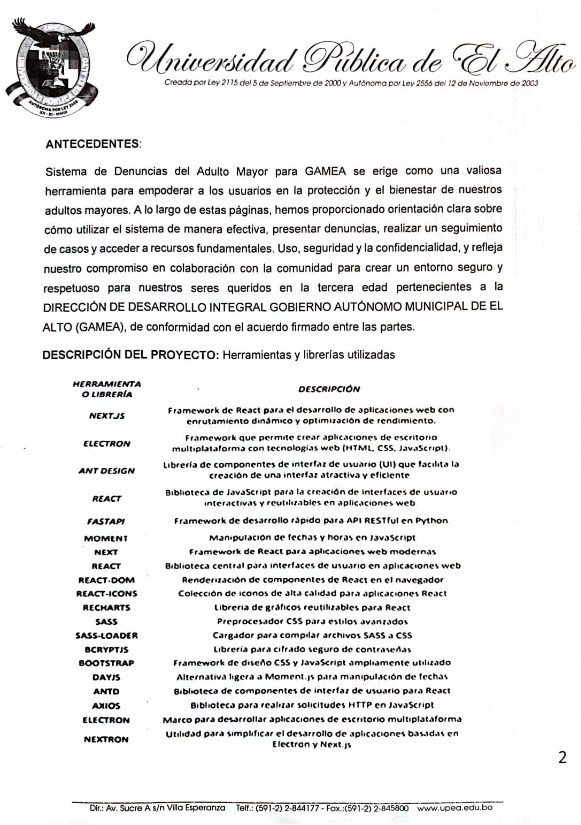 Universidad Pública de El Alto
Creada por Ley 2115 del 5 de Septiembre de 2000 y Autónoma por Ley 2556 del 12 de Noviembre de 2003
AUTÓNOMA POR LEY 2556
XII - XI - MMIII
ANTECEDENTES:
Sistema de Denuncias del Adulto Mayor para GAMEA se erige como una valiosa
herramienta para empoderar a los usuarios en la protección y el bienestar de nuestros
adultos mayores. A lo largo de estas páginas, hemos proporcionado orientación clara sobre
cómo utilizar el sistema de manera efectiva, presentar denuncias, realizar un seguimiento
de casos y acceder a recursos fundamentales. Uso, seguridad y la confidencialidad, y refleja
nuestro compromiso en colaboración con la comunidad para crear un entorno seguro y
respetuoso para nuestros seres queridos en la tercera edad pertenecientes a la
DIRECCIÓN DE DESARROLLO INTEGRAL GOBIERNO AUTÓNOMO MUNICIPAL DE EL
ALTO (GAMEA), de conformidad con el acuerdo firmado entre las partes.
DESCRIPCIÓN DEL PROYECTO: Herramientas y librerías utilizadas
HERRAMIENTA
O LIBRERÍA
DESCRIPCIÓN
NEXT.JS
Framework de React para el desarrollo de aplicaciones web con
enrutamiento dinámico y optimización de rendimiento.
ELECTRON
Framework que permite crear aplicaciones de escritorio
multiplataforma con tecnologías web (HTML, CSS, JavaScript).
ANT DESIGN
Librería de componentes de interfaz de usuario (UI) que facilita la
creación de una interfaz atractiva y eficiente
REACT
Biblioteca de JavaScript para la creación de interfaces de usuario
interactivas y reutilizables en aplicaciones web
FASTAPI Framework de desarrollo rápido para API RESTful en Python
MOMENT Manipulación de fechas y horas en JavaScript
NEXT Framework de React para aplicaciones web modernas
REACT Biblioteca central para interfaces de usuario en aplicaciones web
REACT-DOM Renderización de componentes de React en el navegador
REACT-ICONS Colección de iconos de alta calidad para aplicaciones React
RECHARTS Librería de gráficos reutilizables para React
SASS Preprocesador CSS para estilos avanzados
SASS-LOADER Cargador para compilar archivos SASS a CSS
BCRYPTJS Librería para cifrado seguro de contraseñas
BOOTSTRAP Framework de diseño CSS y JavaScript ampliamente utilizado
DAYJS Alternativa ligera a Moment.js para manipulación de fechas
ANTD Biblioteca de componentes de interfaz de usuario para React
AXIOS Biblioteca para realizar solicitudes HTTP en JavaScript
ELECTRON Marco para desarrollar aplicaciones de escritorio multiplataforma
NEXTRON
Utilidad para simplificar el desarrollo de aplicaciones basadas en
Electron y Next.js
2
Dir.: Av. Sucre A s/n Villa Esperanza Telf.: (591-2) 2-844177 - Fax.:(591-2) 2-845800 www.upea.edu.bo